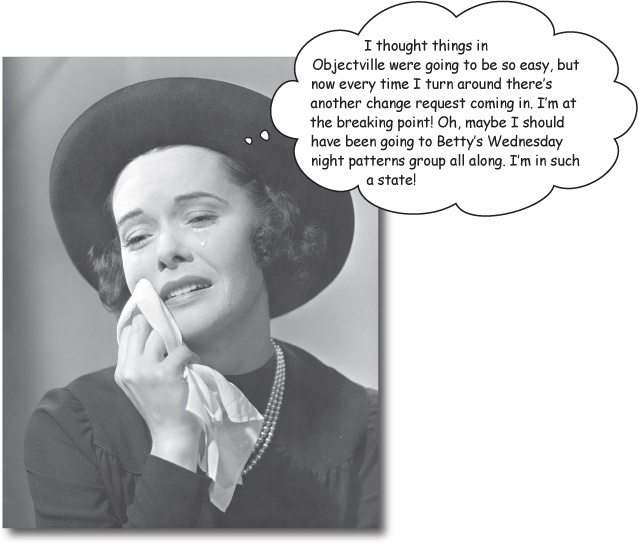 I thought things in
Objectville were going to be so easy, but
now every time I turn around there's
another change request coming in. I'm at
the breaking point! Oh, maybe I should
have been going to Betty's Wednesday
night patterns group all along. I'm in such
a state!